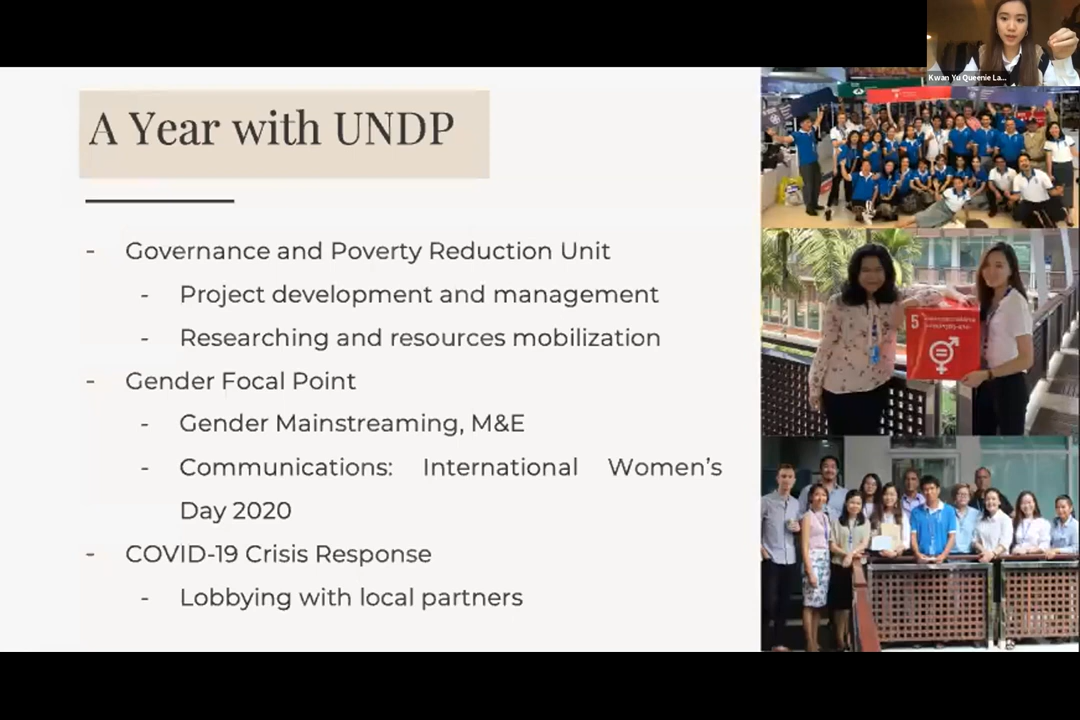 Kwan Yu Queenie La...
A Year with UNDP
- Governance and Poverty Reduction Unit
- Project development and management
- Researching and resources mobilization
- Gender Focal Point
- Gender Mainstreaming, M&E
- Communications: International Women's
Day 2020
- COVID-19 Crisis Response
- Lobbying with local partners
5